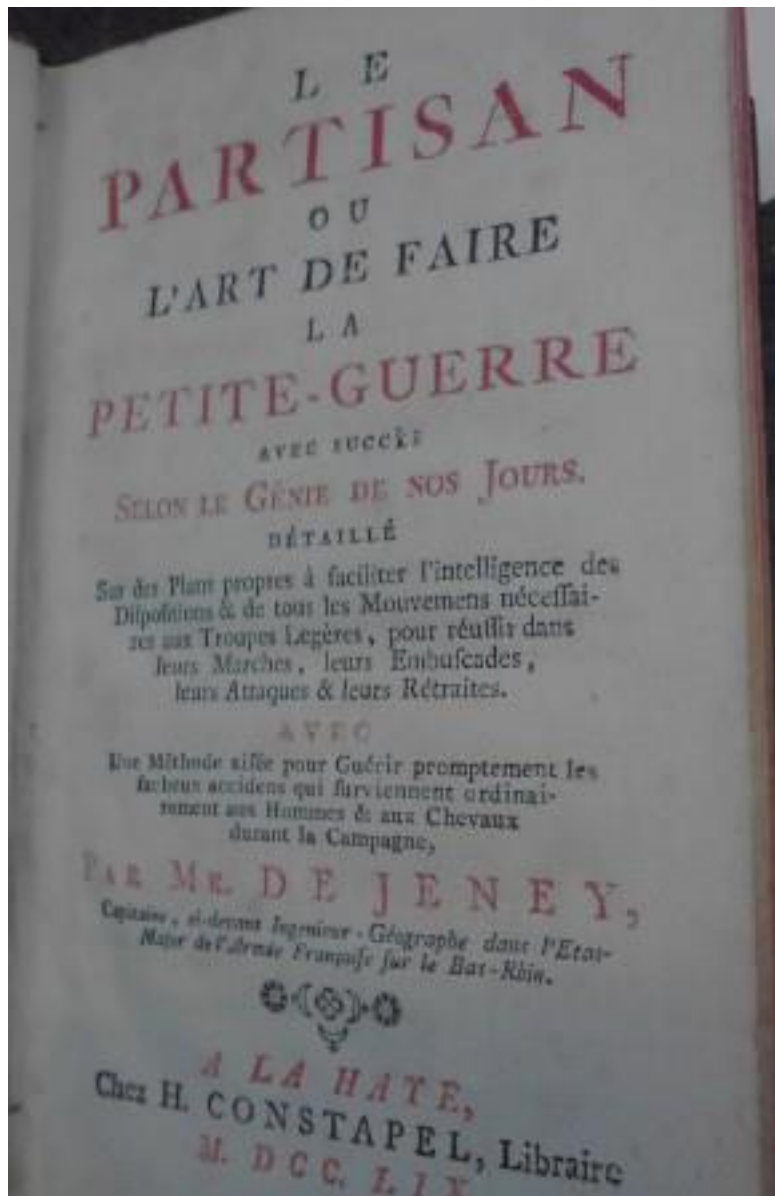 LE
PARTISAN
OU
L'ART DE FAIRE
LA
PETITE-GUERRE
AVEC SUCCÈS
SELON LE GÉNIE DE NOS JOURS.
DÉTAILLÉ
Sur des Plans propres à faciliter l'intelligence des
Diſpoſitions & de tous les Mouvemens néceſſai-
res aux Troupes Legères, pour réuſſir dans
leurs Marches, leurs Embuſcades,
leurs Attaques & leurs Rétraites.
AVEC
Une Méthode aiſée pour Guérir promptement les
facheux accidens qui ſurviennent ordinai-
rement aux Hommes & aux Chevaux
durant la Campagne,
PAR MR. DE JENEY,
Capitaine, ci-devant Ingenieur-Géographe dans l'Etat-
Major de l'Armée Françoiſe ſur le Bas-Rhin.
A LA HAYE,
Chez H. CONSTAPEL, Libraire
M. DCC. LIX